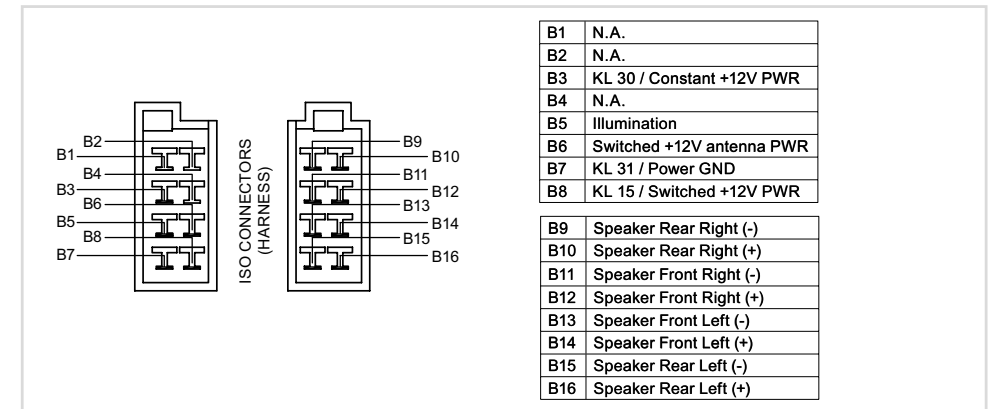 B1
B2
B3
B4
B5
B6
B7
B8
ISO CONNECTORS
(HARNESS)
B9
B10
B11
B12
B13
B14
B15
B16
B1 N.A.
B2 N.A.
B3 KL 30 / Constant +12V PWR
B4 N.A.
B5 Illumination
B6 Switched +12V antenna PWR
B7 KL 31 / Power GND
B8 KL 15 / Switched +12V PWR
B9 Speaker Rear Right (-)
B10 Speaker Rear Right (+)
B11 Speaker Front Right (-)
B12 Speaker Front Right (+)
B13 Speaker Front Left (-)
B14 Speaker Front Left (+)
B15 Speaker Rear Left (-)
B16 Speaker Rear Left (+)